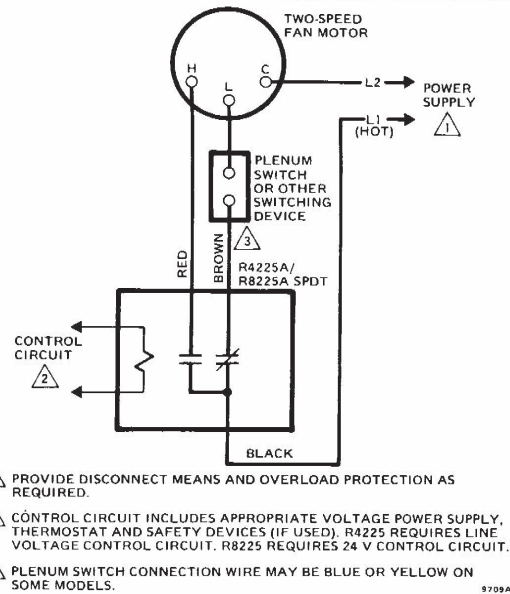 TWO-SPEED
FAN MOTOR
H
L
C
L2
POWER
SUPPLY
L1
(HOT)
1
PLENUM
SWITCH
OR OTHER
SWITCHING
DEVICE
3
RED
BROWN
R4225A/
R8225A SPDT
CONTROL
CIRCUIT
2
BLACK
PROVIDE DISCONNECT MEANS AND OVERLOAD PROTECTION AS
REQUIRED.
CONTROL CIRCUIT INCLUDES APPROPRIATE VOLTAGE POWER SUPPLY,
THERMOSTAT AND SAFETY DEVICES (IF USED). R4225 REQUIRES LINE
VOLTAGE CONTROL CIRCUIT. R8225 REQUIRES 24 V CONTROL CIRCUIT.
PLENUM SWITCH CONNECTION WIRE MAY BE BLUE OR YELLOW ON
SOME MODELS.
9709A